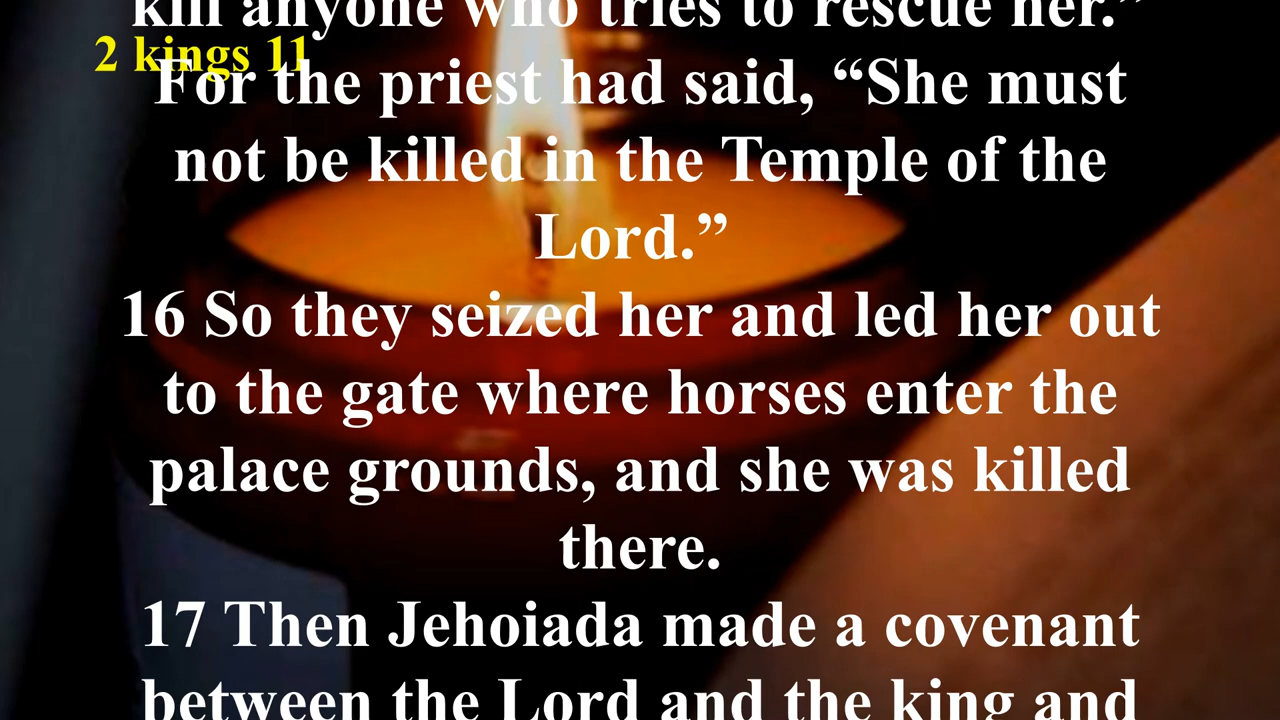 kill anyone who tries to rescue her.”
2 kings 11
For the priest had said, “She must
not be killed in the Temple of the
Lord.”
16 So they seized her and led her out
to the gate where horses enter the
palace grounds, and she was killed
there.
17 Then Jehoiada made a covenant
between the Lord and the king and